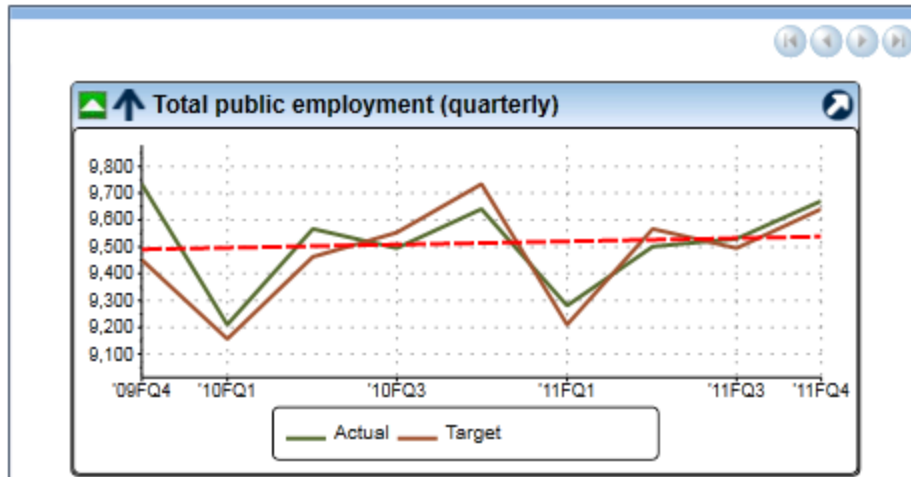 Total public employment (quarterly)
9,800
9,700
9,600
9,500
9,400
9,300
9,200
9,100
'09FQ4 '10FQ1 '10FQ3 '11FQ1 '11FQ3 '11FQ4
Actual Target